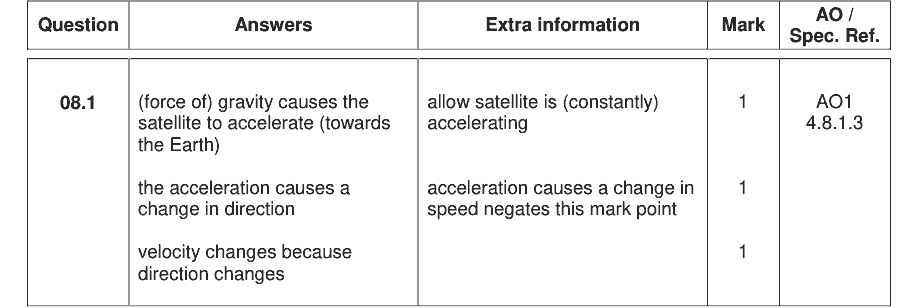 Question Answers Extra information Mark AO /
Spec. Ref.
08.1 (force of) gravity causes the allow satellite is (constantly) 1 AO1
satellite to accelerate (towards accelerating 4.8.1.3
the Earth)
the acceleration causes a acceleration causes a change in 1
change in direction speed negates this mark point
velocity changes because 1
direction changes